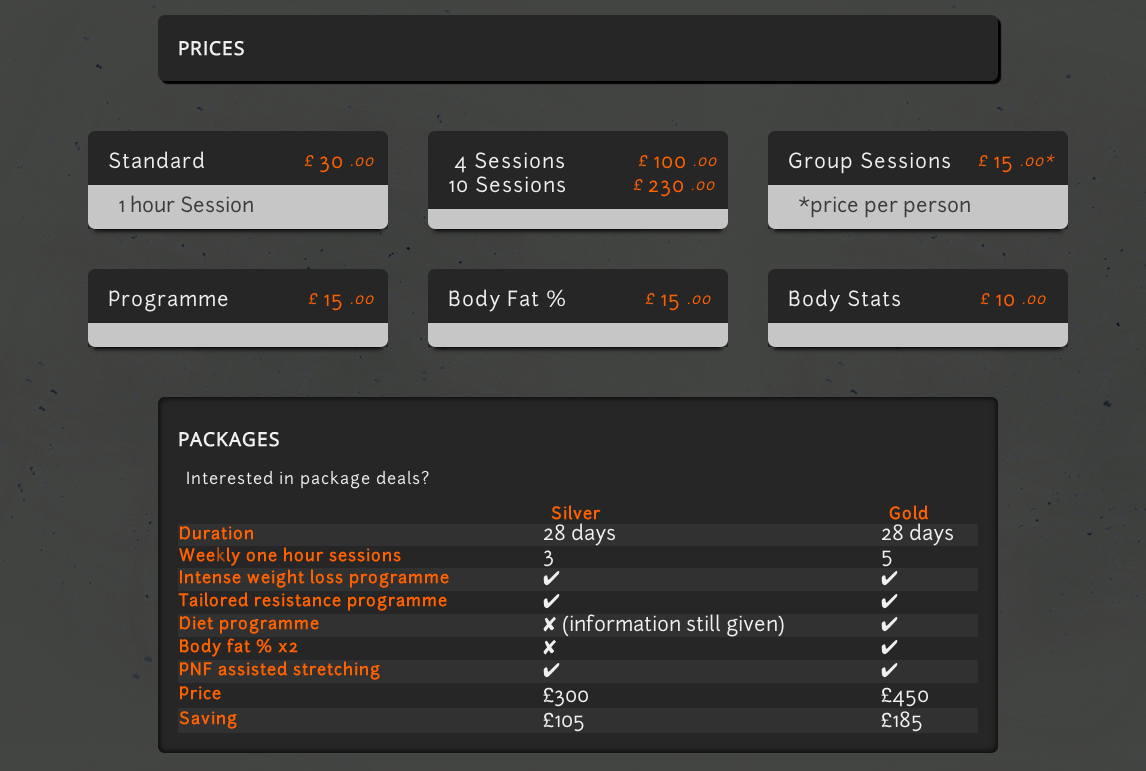 PRICES
Standard £ 30 .00
1 hour Session
4 Sessions £ 100 .00
10 Sessions £ 230 .00
Group Sessions £ 15 .00*
*price per person
Programme £ 15 .00
Body Fat % £ 15 .00
Body Stats £ 10 .00
PACKAGES
Interested in package deals?
Silver Gold
Duration 28 days 28 days
Weekly one hour sessions 3 5
Intense weight loss programme ✔ ✔
Tailored resistance programme ✔ ✔
Diet programme ✘ (information still given) ✔
Body fat % x2 ✘ ✔
PNF assisted stretching ✔ ✔
Price £300 £450
Saving £105 £185